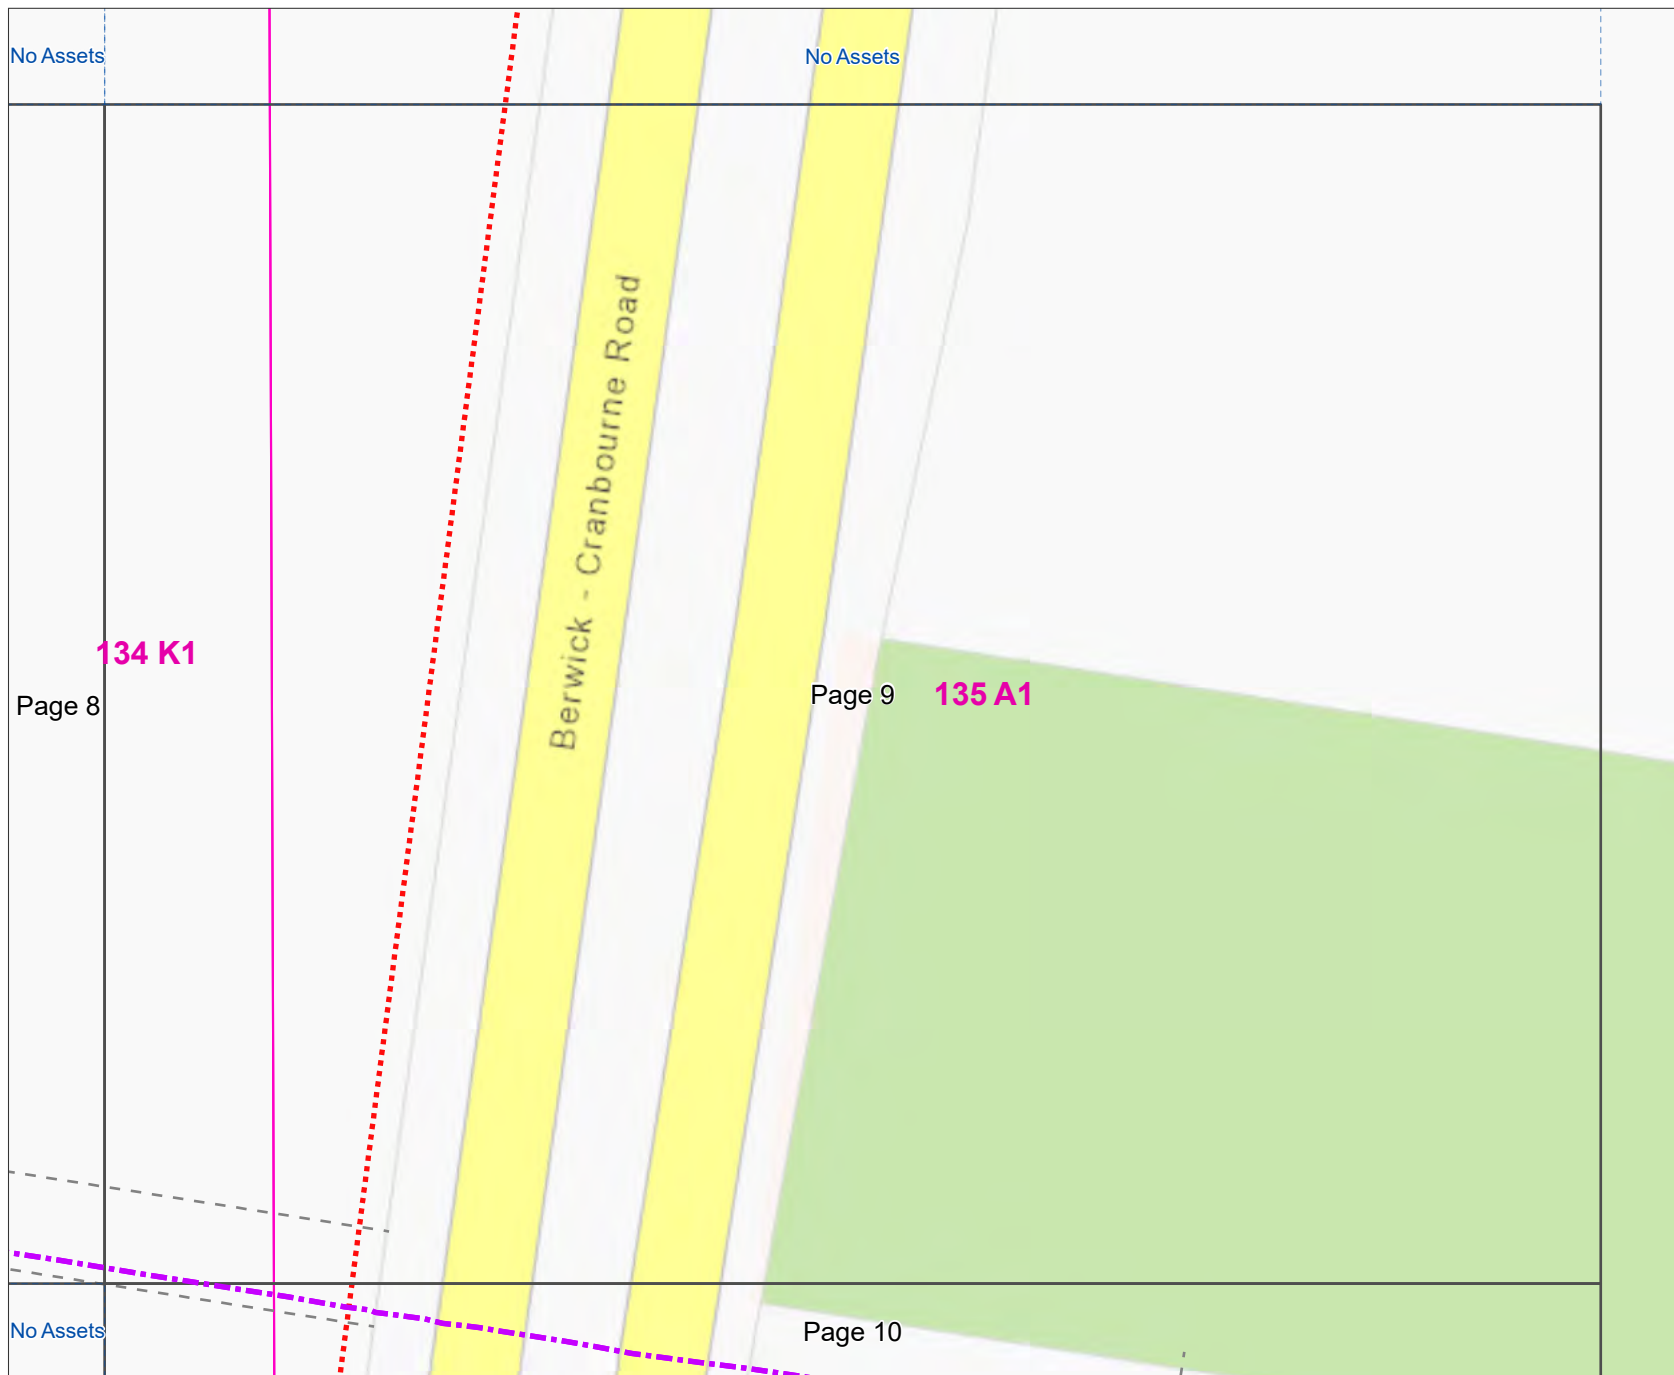 No Assets
No Assets
Berwick - Cranbourne Road
134 K1
Page 8
Page 9
135 A1
No Assets
Page 10